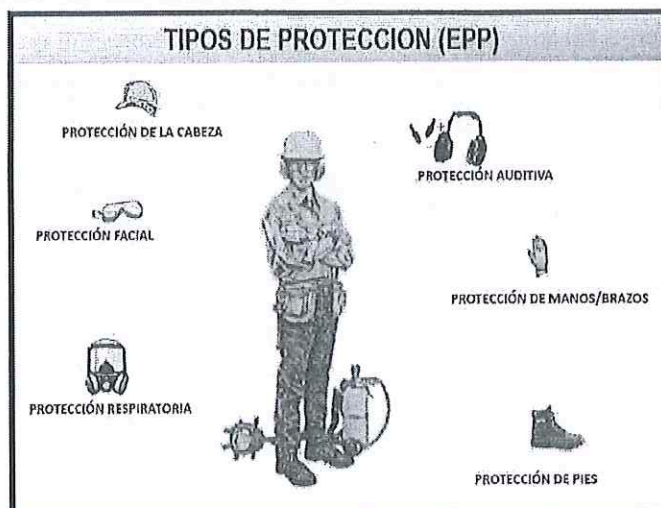 TIPOS DE PROTECCION (EPP)
PROTECCIÓN DE LA CABEZA
PROTECCIÓN AUDITIVA
PROTECCIÓN FACIAL
PROTECCIÓN DE MANOS/BRAZOS
PROTECCIÓN RESPIRATORIA
PROTECCIÓN DE PIES